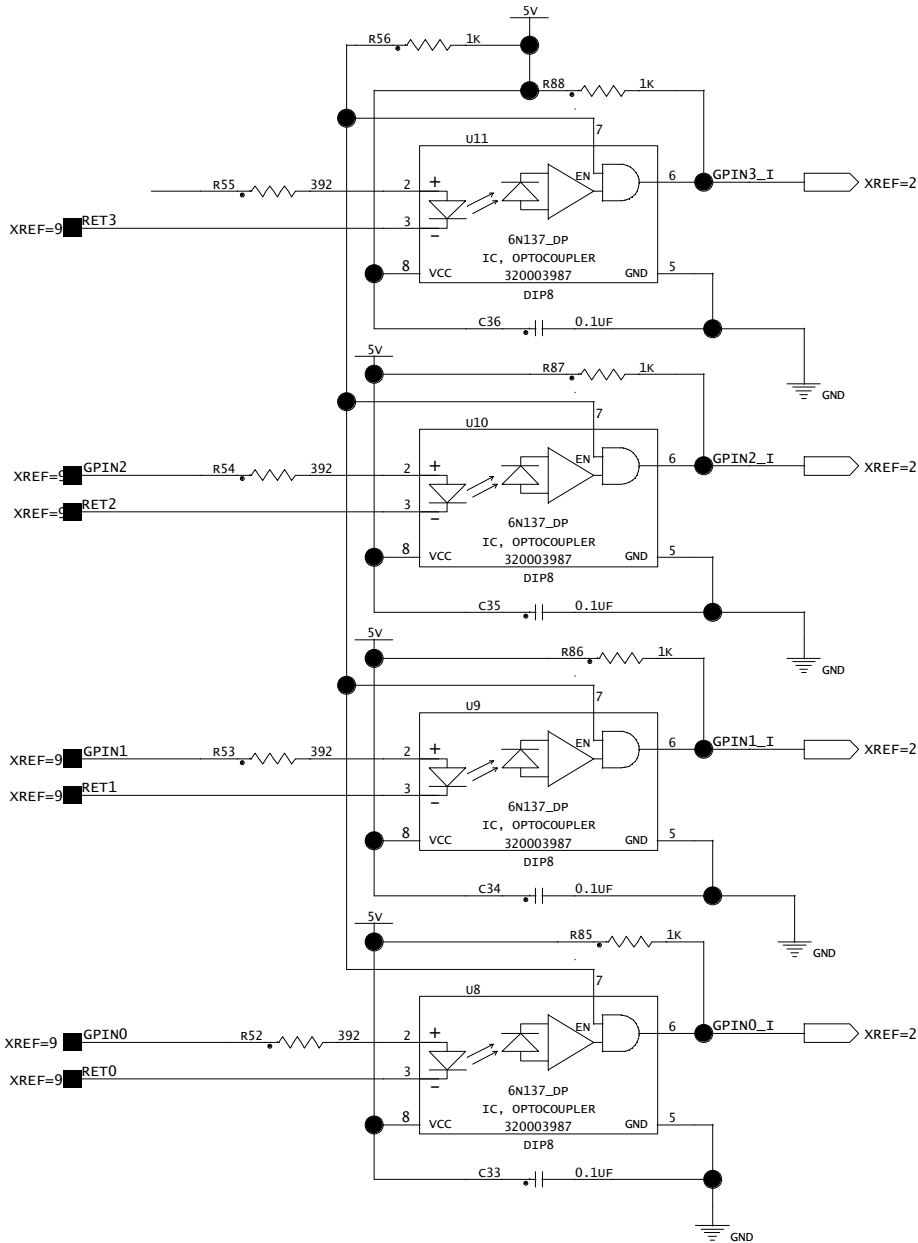 5V
R56 1K
R88 1K
7
U11
R55 392 2 + EN 6 GPIN3_I XREF=2
XREF=9 RET3 3 −
6N137_DP
IC, OPTOCOUPLER
8 VCC 320003987 GND 5
DIP8
C36 0.1UF
GND
5V
R87 1K
7
U10
XREF=9 GPIN2 R54 392 2 + EN 6 GPIN2_I XREF=2
XREF=9 RET2 3 −
6N137_DP
IC, OPTOCOUPLER
8 VCC 320003987 GND 5
DIP8
C35 0.1UF
GND
5V
R86 1K
7
U9
XREF=9 GPIN1 R53 392 2 + EN 6 GPIN1_I XREF=2
XREF=9 RET1 3 −
6N137_DP
IC, OPTOCOUPLER
8 VCC 320003987 GND 5
DIP8
C34 0.1UF
GND
5V
R85 1K
7
U8
XREF=9 GPIN0 R52 392 2 + EN 6 GPIN0_I XREF=2
XREF=9 RET0 3 −
6N137_DP
IC, OPTOCOUPLER
8 VCC 320003987 GND 5
DIP8
C33 0.1UF
GND